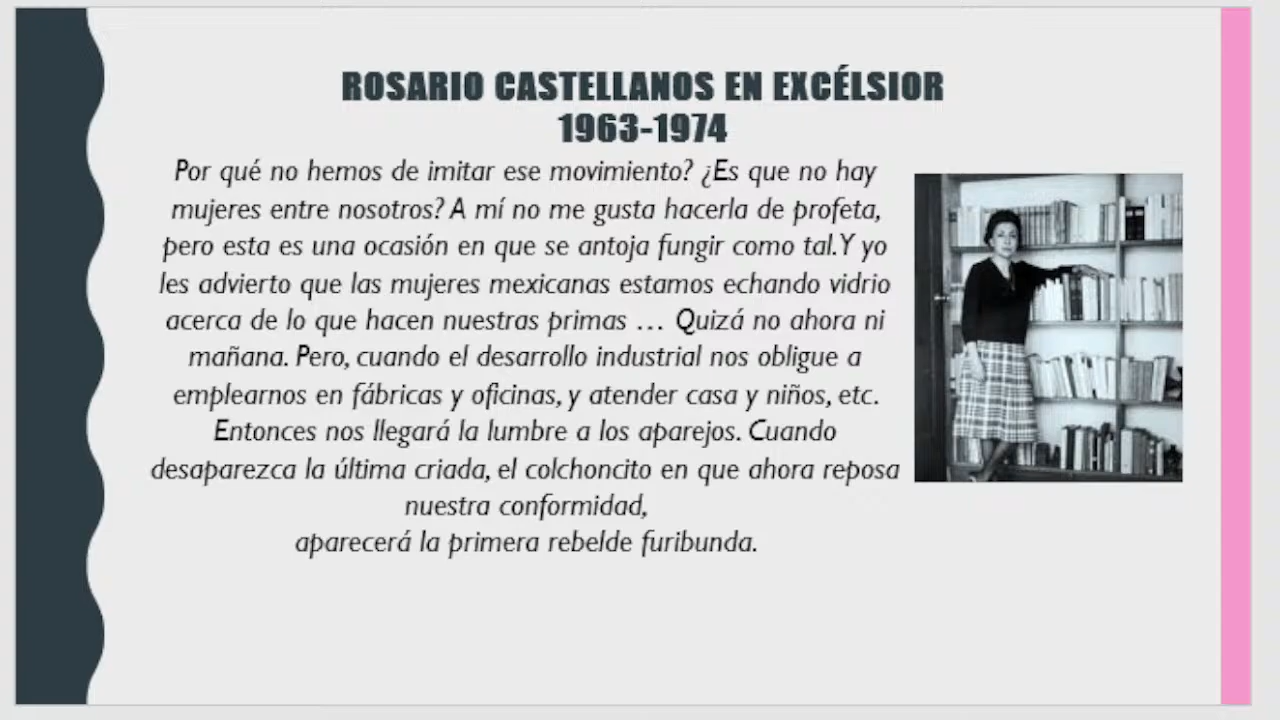 ROSARIO CASTELLANOS EN EXCÉLSIOR
1963-1974
Por qué no hemos de imitar ese movimiento? ¿Es que no hay
mujeres entre nosotros? A mí no me gusta hacerla de profeta,
pero esta es una ocasión en que se antoja fungir como tal. Y yo
les advierto que las mujeres mexicanas estamos echando vidrio
acerca de lo que hacen nuestras primas … Quizá no ahora ni
mañana. Pero, cuando el desarrollo industrial nos obligue a
emplearnos en fábricas y oficinas, y atender casa y niños, etc.
Entonces nos llegará la lumbre a los aparejos. Cuando
desaparezca la última criada, el colchoncito en que ahora reposa
nuestra conformidad,
aparecerá la primera rebelde furibunda.